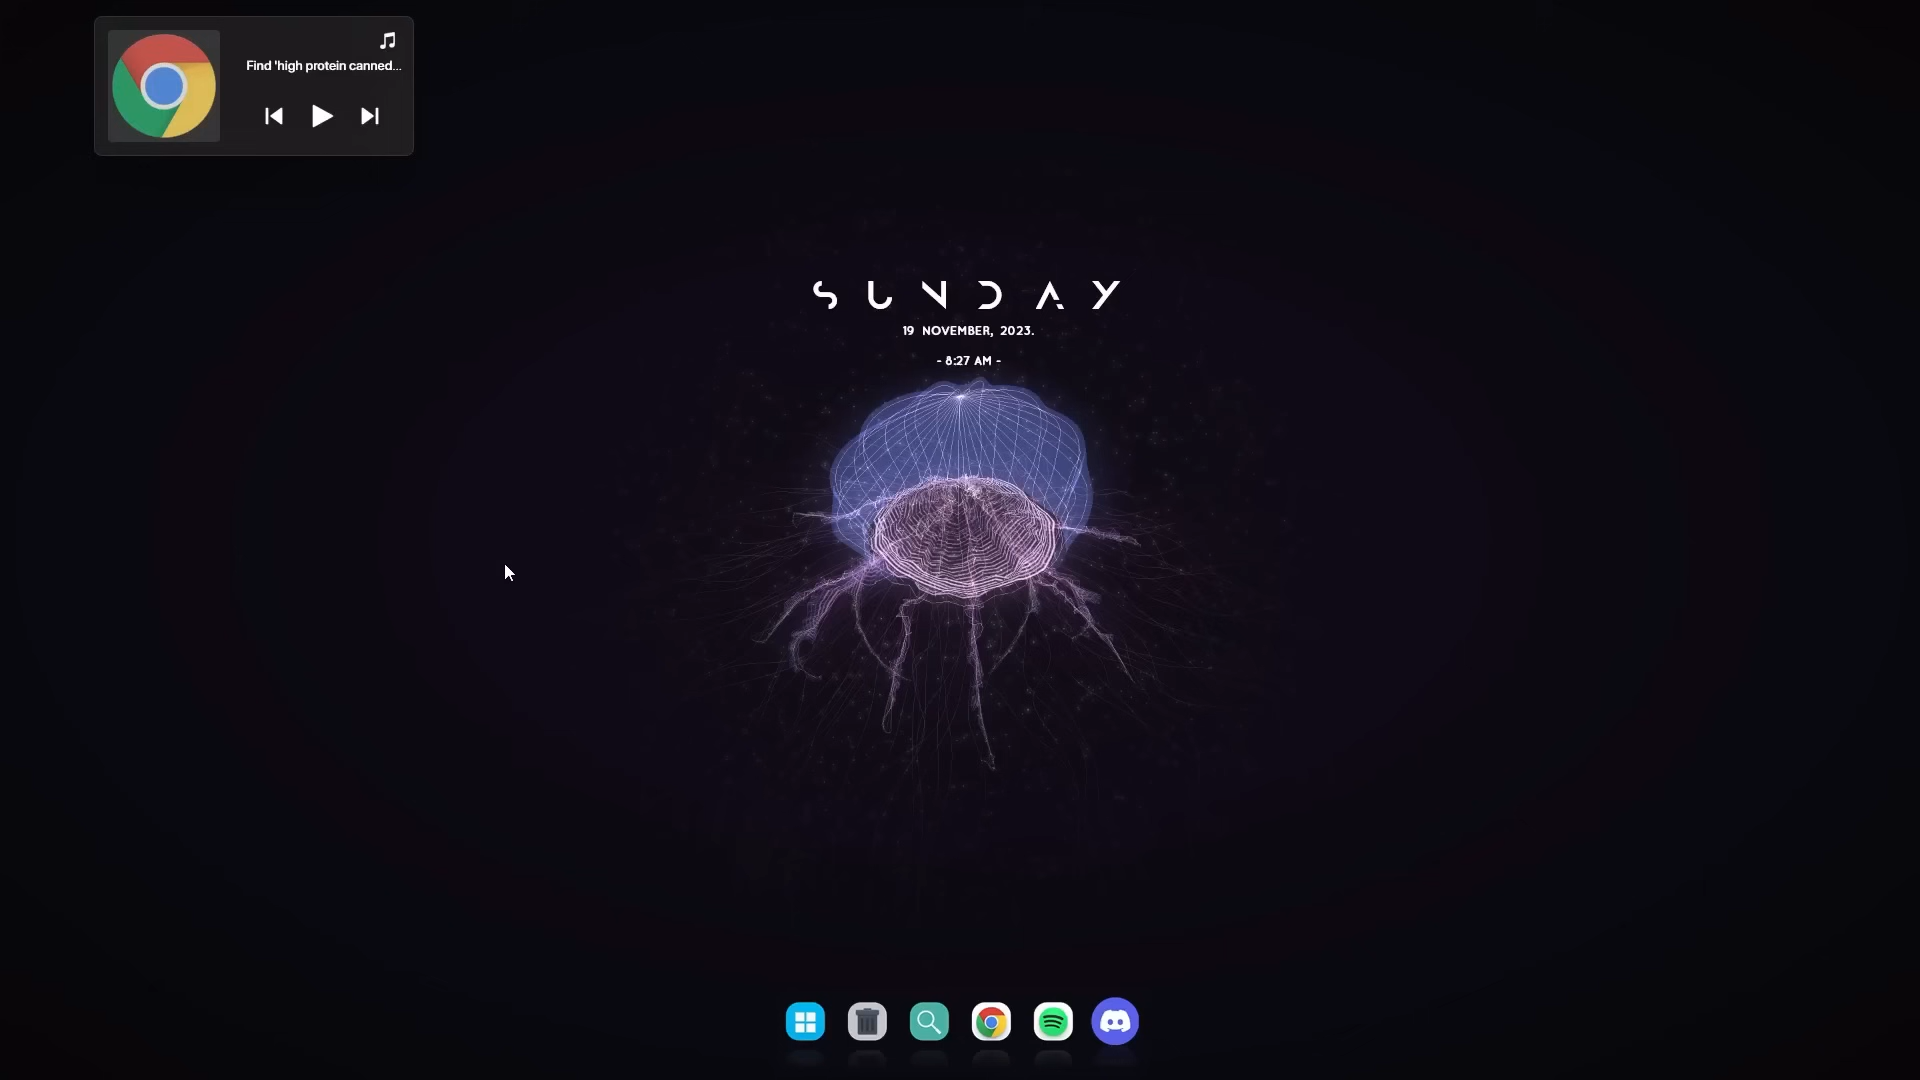 Find 'high protein canned...
SUNDAY
19 NOVEMBER, 2023.
- 8:27 AM -